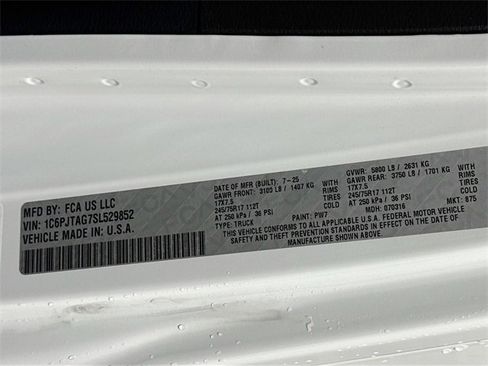 MFD BY: FCA US LLC
VIN: 1C6PJTAG7SL529852
VEHICLE MADE IN: U.S.A.
DATE OF MFR (BUILT): 7-25
GAWR FRONT: 3100 LB / 1407 KG WITH
17X7.5 RIMS
245/75R17 112T TIRES
AT 250 kPa / 36 PSI COLD
GVWR: 5800 LB / 2631 KG
GAWR REAR: 3750 LB / 1701 KG WITH
17X7.5 RIMS
245/75R17 112T TIRES
AT 250 kPa / 36 PSI COLD
MDH: 070316 MKT: 875
TYPE: TRUCK PAINT: PW7
THIS VEHICLE CONFORMS TO ALL APPLICABLE U.S.A. FEDERAL MOTOR VEHICLE
SAFETY STANDARDS IN EFFECT ON THE DATE OF
MANUFACTURE SHOWN ABOVE